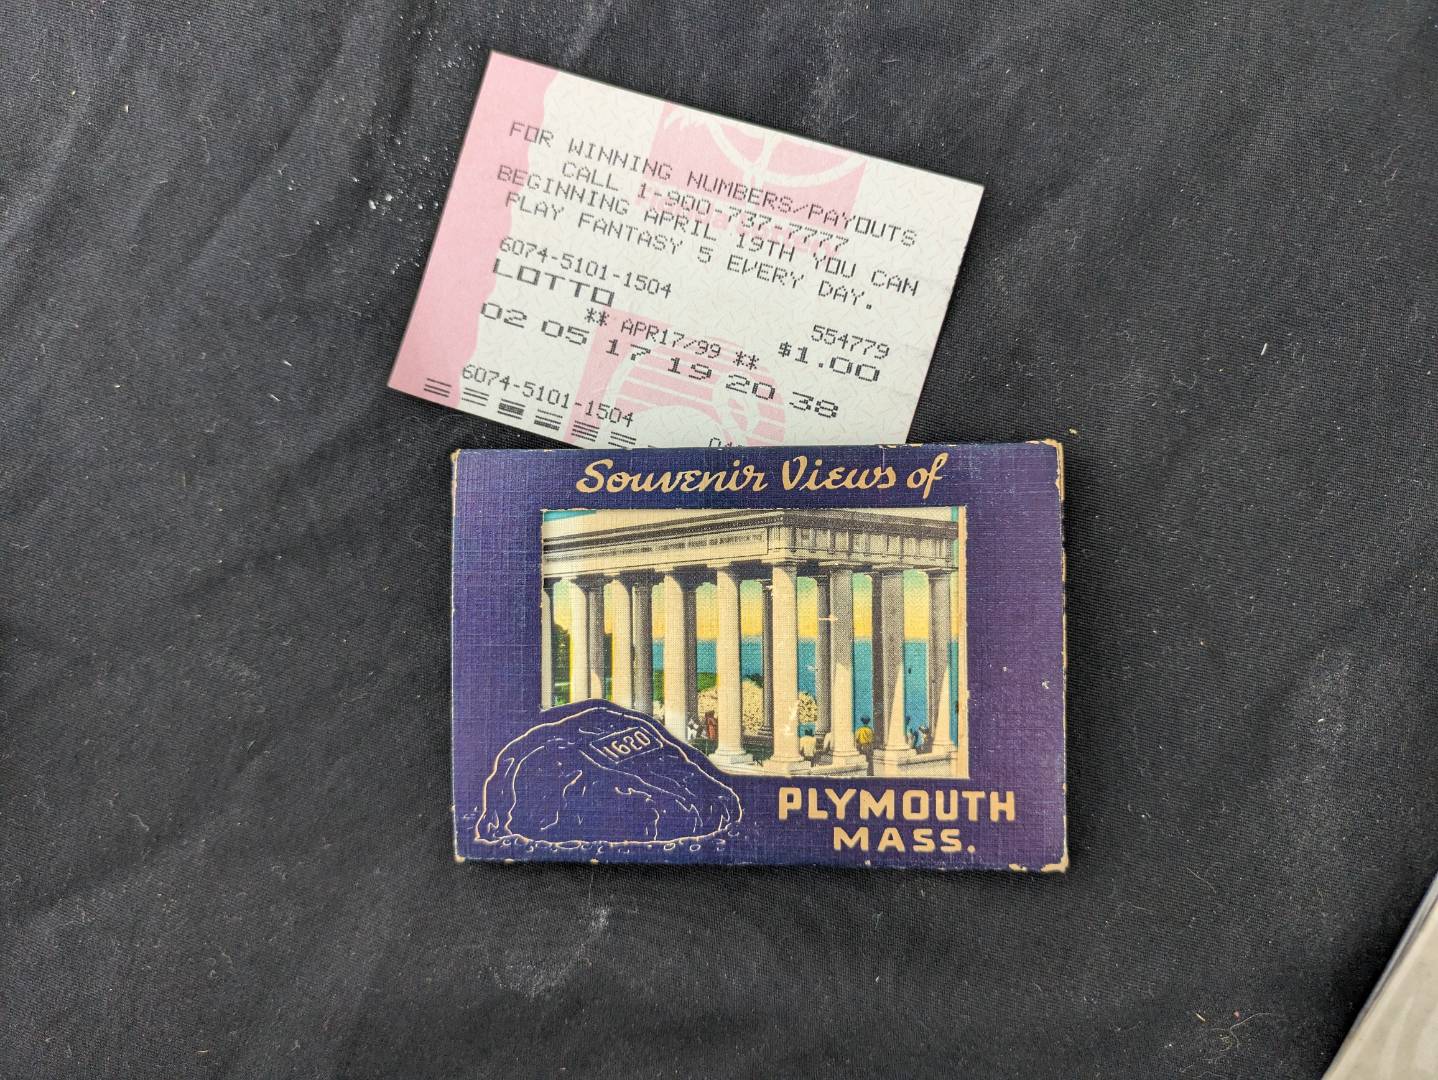 FOR WINNING NUMBERS/PAYOUTS
CALL 1-900-737-7777
BEGINNING APRIL 19TH YOU CAN
PLAY FANTASY 5 EVERY DAY.
6074-5101-1504 554779
LOTTO
** APR17/99 ** $1.00
02 05 17 19 20 38
6074-5101-1504
Souvenir Views of
1620
PLYMOUTH
MASS.